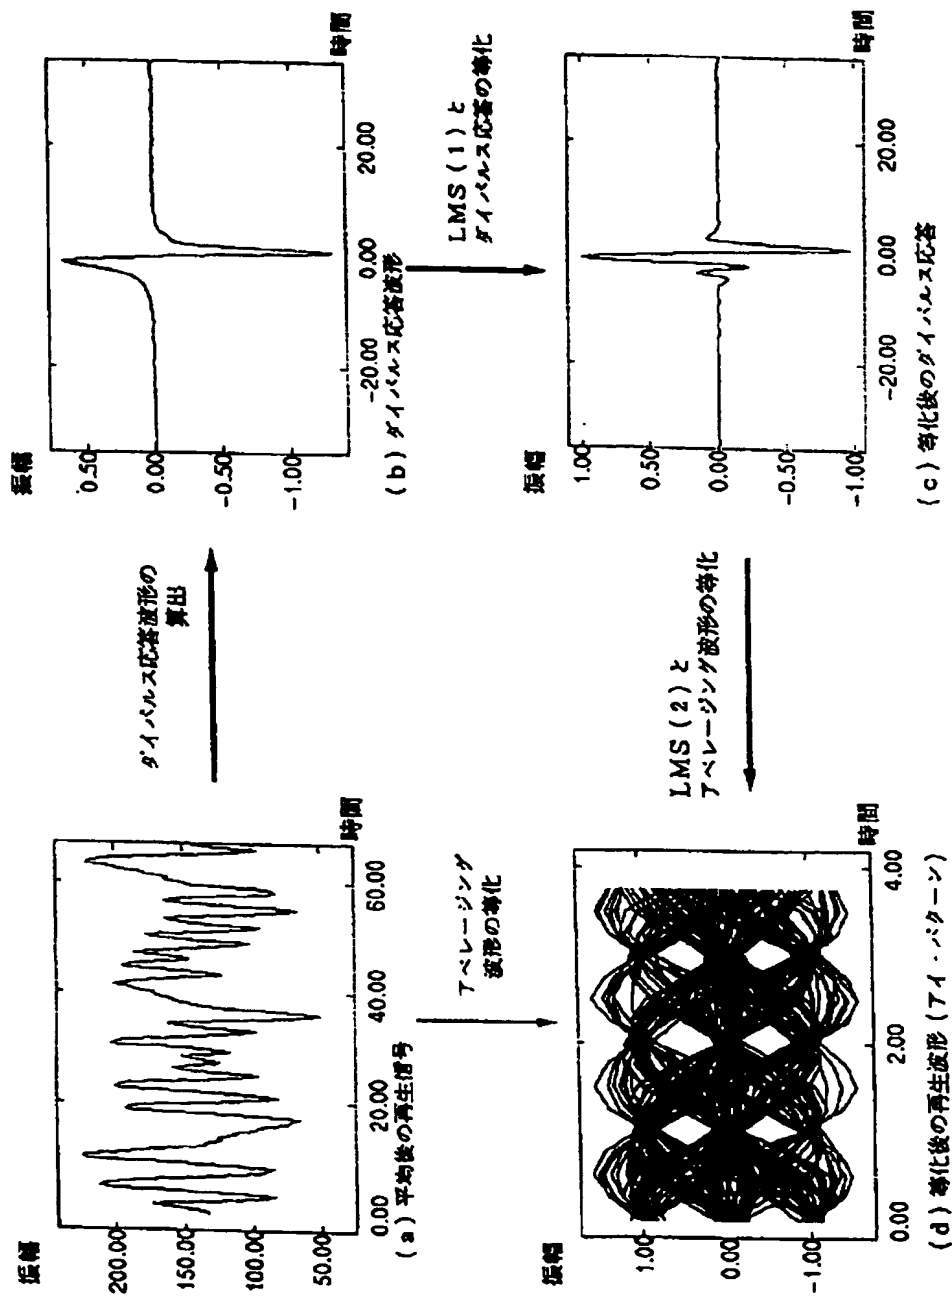 振幅
200.00
150.00
100.00
50.00
0.00
20.00
40.00
60.00
時間
(a) 平均後の再生信号
ダイパルス応答波形の
算出
振幅
0.50
0.00
-0.50
-1.00
-20.00
0.00
20.00
時間
(b) ダイパルス応答波形
アベレージング
波形の等化
LMS (1) と
ダイパルス応答の等化
振幅
1.00
0.00
-1.00
0.00
2.00
4.00
時間
(d) 等化後の再生波形 (アイ・・パターン)
LMS (2) と
アベレージング波形の等化
振幅
1.00
0.50
0.00
-0.50
-1.00
-20.00
0.00
20.00
時間
(c) 等化後のダイパルス応答